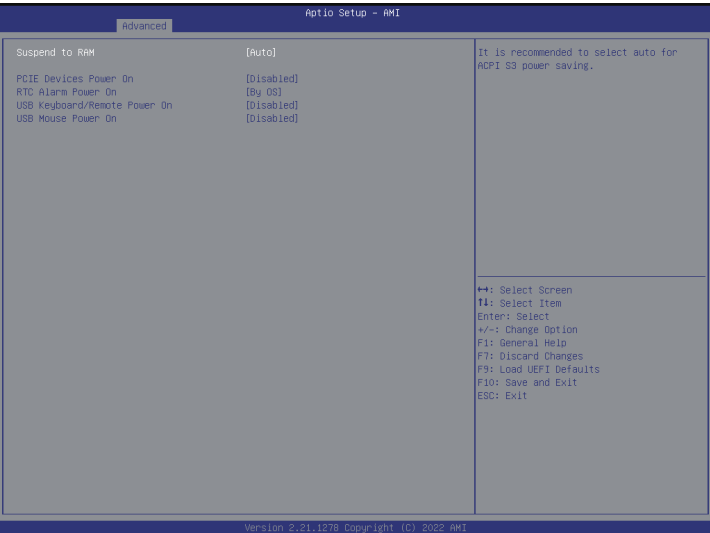 Aptio Setup – AMI
Advanced
Suspend to RAM [Auto]
PCIE Devices Power On [Disabled]
RTC Alarm Power On [By OS]
USB Keyboard/Remote Power On [Disabled]
USB Mouse Power On [Disabled]
It is recommended to select auto for
ACPI S3 power saving.
↔: Select Screen
↑↓: Select Item
Enter: Select
+/-: Change Option
F1: General Help
F7: Discard Changes
F9: Load UEFI Defaults
F10: Save and Exit
ESC: Exit
Version 2.21.1278 Copyright (C) 2022 AMI